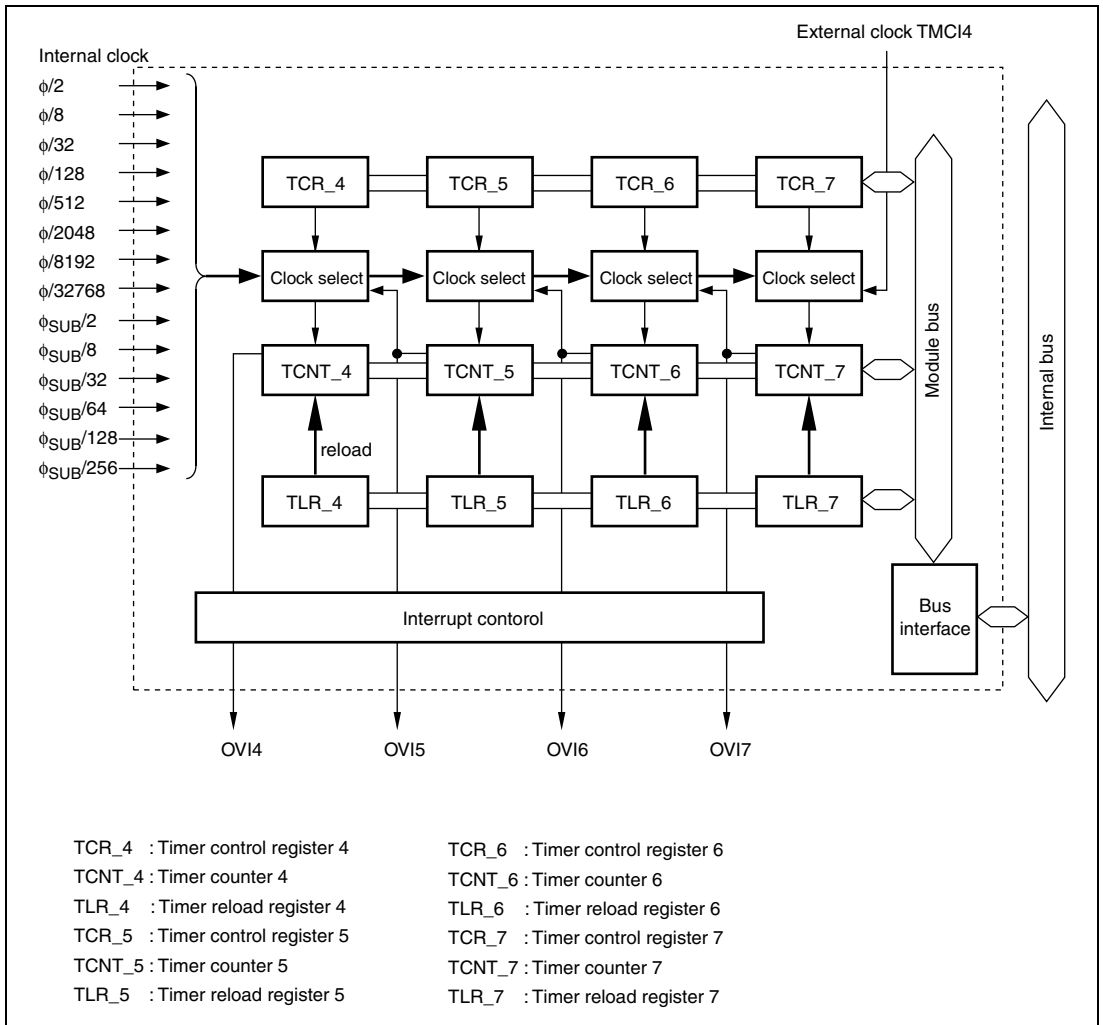 External clock TMCI4
Internal clock
ϕ/2
ϕ/8
ϕ/32
ϕ/128
ϕ/512
ϕ/2048
ϕ/8192
ϕ/32768
ϕSUB/2
ϕSUB/8
ϕSUB/32
ϕSUB/64
ϕSUB/128
ϕSUB/256
TCR_4 TCR_5 TCR_6 TCR_7
Clock select Clock select Clock select Clock select
TCNT_4 TCNT_5 TCNT_6 TCNT_7
reload
TLR_4 TLR_5 TLR_6 TLR_7
Module bus
Internal bus
Interrupt contorol
Bus
interface
OVI4 OVI5 OVI6 OVI7
TCR_4 : Timer control register 4
TCNT_4 : Timer counter 4
TLR_4 : Timer reload register 4
TCR_5 : Timer control register 5
TCNT_5 : Timer counter 5
TLR_5 : Timer reload register 5
TCR_6 : Timer control register 6
TCNT_6 : Timer counter 6
TLR_6 : Timer reload register 6
TCR_7 : Timer control register 7
TCNT_7 : Timer counter 7
TLR_7 : Timer reload register 7